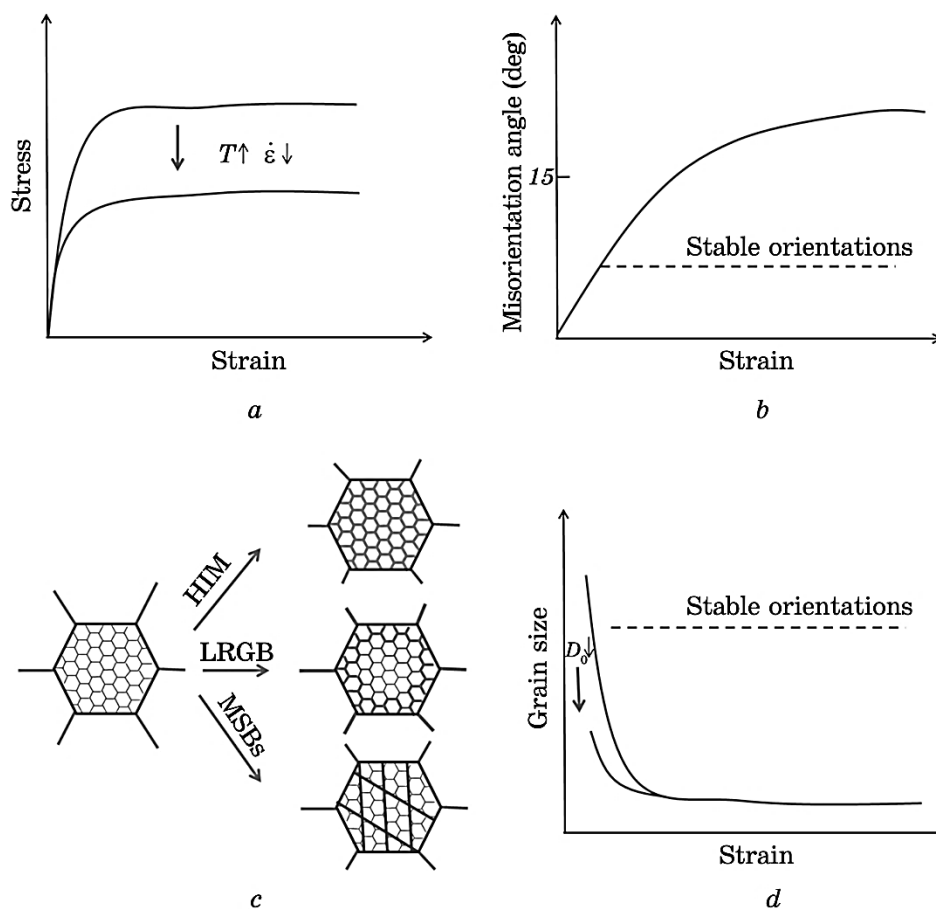 Stress
T↑ ε̇↓
Strain
a
Misorientation angle (deg)
15
Stable orientations
Strain
b
HIM
LRGB
MSBs
c
Grain size
D₀↓
Stable orientations
Strain
d